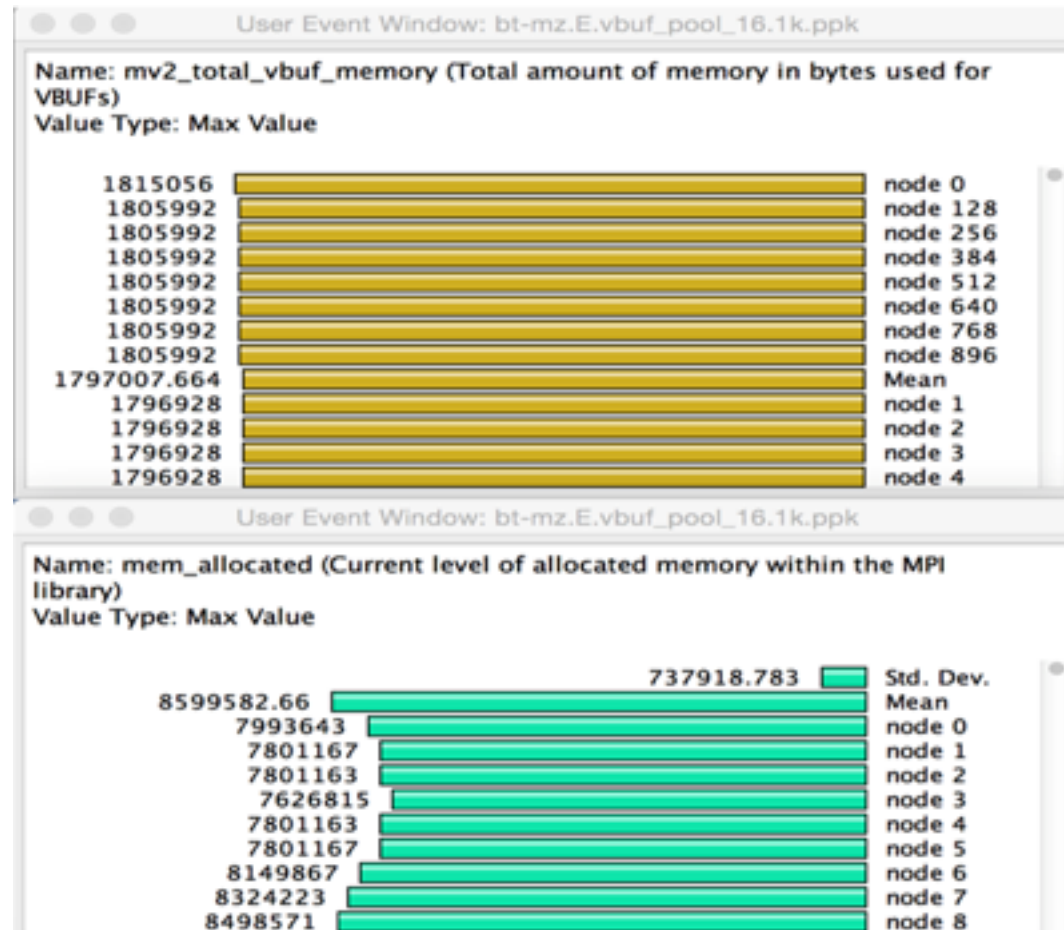 User Event Window: bt-mz.E.vbuf_pool_16.1k.ppk
Name: mv2_total_vbuf_memory (Total amount of memory in bytes used for
VBUFs)
Value Type: Max Value
1815056 node 0
1805992 node 128
1805992 node 256
1805992 node 384
1805992 node 512
1805992 node 640
1805992 node 768
1805992 node 896
1797007.664 Mean
1796928 node 1
1796928 node 2
1796928 node 3
1796928 node 4
User Event Window: bt-mz.E.vbuf_pool_16.1k.ppk
Name: mem_allocated (Current level of allocated memory within the MPI
library)
Value Type: Max Value
737918.783 Std. Dev.
8599582.66 Mean
7993643 node 0
7801167 node 1
7801163 node 2
7626815 node 3
7801163 node 4
7801167 node 5
8149867 node 6
8324223 node 7
8498571 node 8